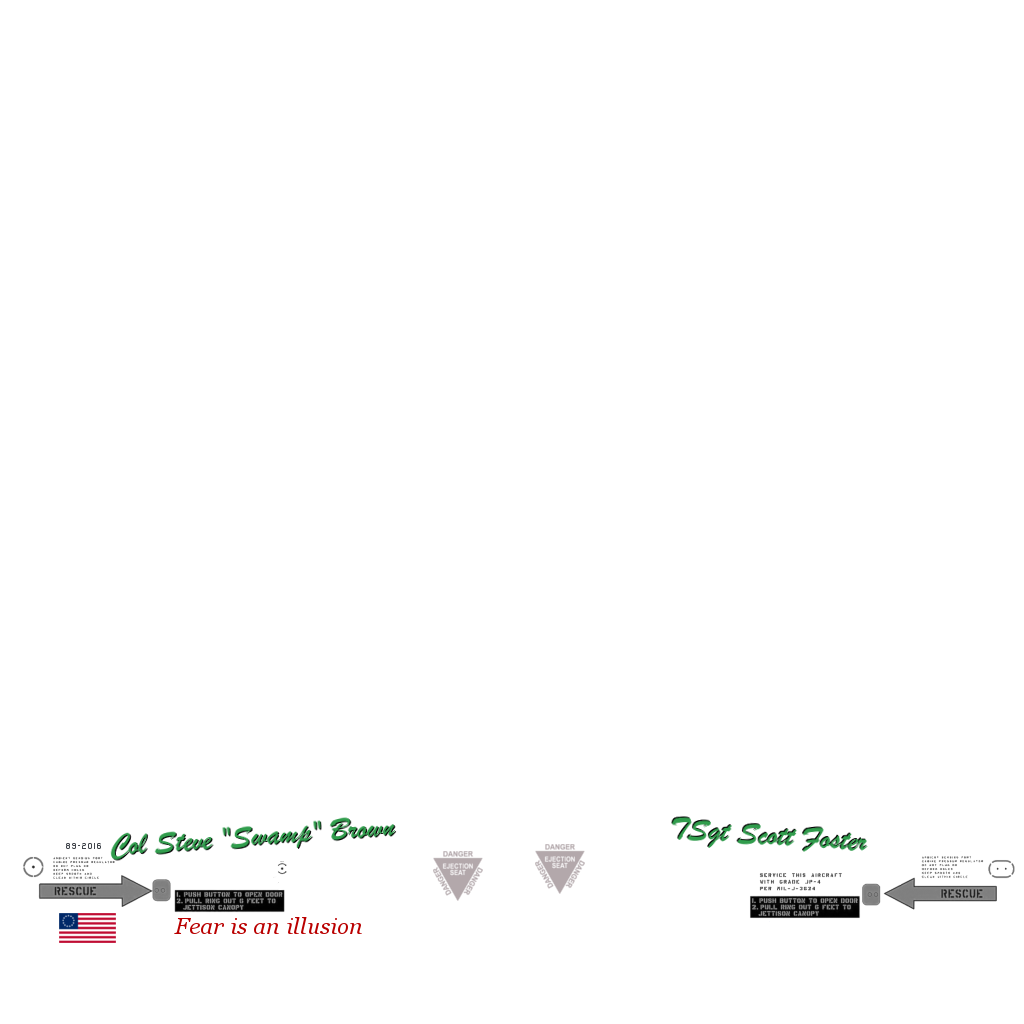 Col Steve "Swamp" Brown
TSgt Scott Foster
89-2016
RESCUE
1. PUSH BUTTON TO OPEN DOOR
2. PULL RING OUT 6 FEET TO
JETTISON CANOPY
Fear is an illusion
DANGER
EJECTION
SEAT
DANGER
DANGER
DANGER
EJECTION
SEAT
DANGER
DANGER
SERVICE THIS AIRCRAFT
WITH GRADE JP-4
PER MIL-J-5624
1. PUSH BUTTON TO OPEN DOOR
2. PULL RING OUT 6 FEET TO
JETTISON CANOPY
RESCUE